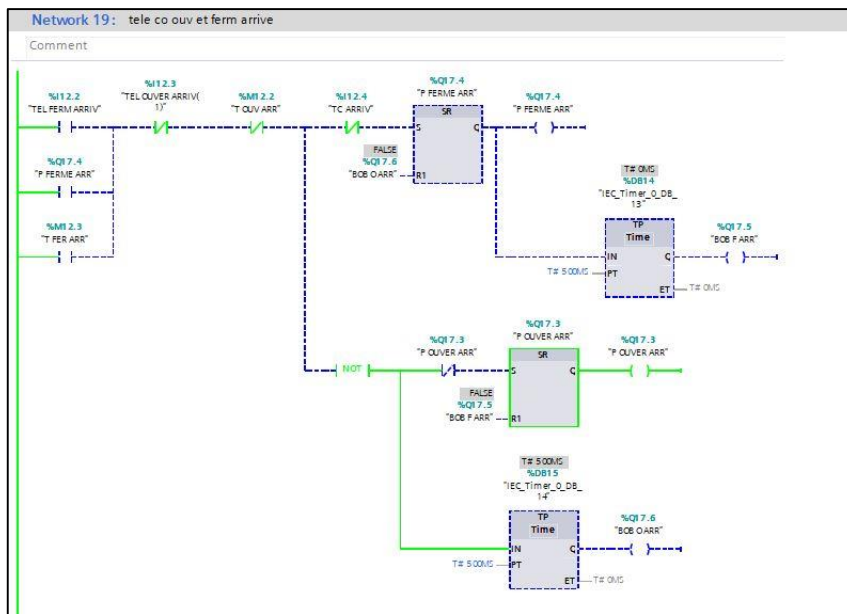 Network 19: tele co ouv et ferm arrive
Comment
%I12.2
"TEL FERM ARRIV"
%I12.3
"TEL OUVER ARRIV(
1)"
%M12.2
"T OUV ARR"
%I12.4
"TC ARRIV"
%Q17.4
"P FERME ARR"
SR
S
Q
%Q17.4
"P FERME ARR"
FALSE
%Q17.6
"BOB O ARR"
R1
%Q17.4
"P FERME ARR"
%M12.3
"T FER ARR"
T# 0MS
%DB14
"IEC_Timer_0_DB_
13"
TP
Time
IN
Q
T# 500MS
PT
ET
T# 0MS
%Q17.5
"BOB F ARR"
NOT
%Q17.3
"P OUVER ARR"
%Q17.3
"P OUVER ARR"
SR
S
Q
%Q17.3
"P OUVER ARR"
FALSE
%Q17.5
"BOB F ARR"
R1
T# 500MS
%DB15
"IEC_Timer_0_DB_
14"
TP
Time
IN
Q
T# 500MS
PT
ET
T# 0MS
%Q17.6
"BOB O ARR"